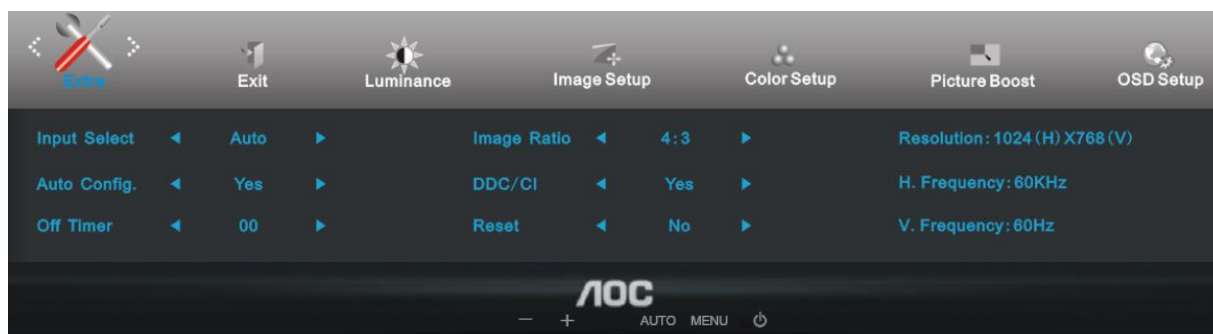 Extra Exit Luminance Image Setup Color Setup Picture Boost OSD Setup
Input Select Auto Image Ratio 4:3 Resolution: 1024 (H) X768 (V)
Auto Config. Yes DDC/CI Yes H. Frequency: 60KHz
Off Timer 00 Reset No V. Frequency: 60Hz
AOC
− + AUTO MENU